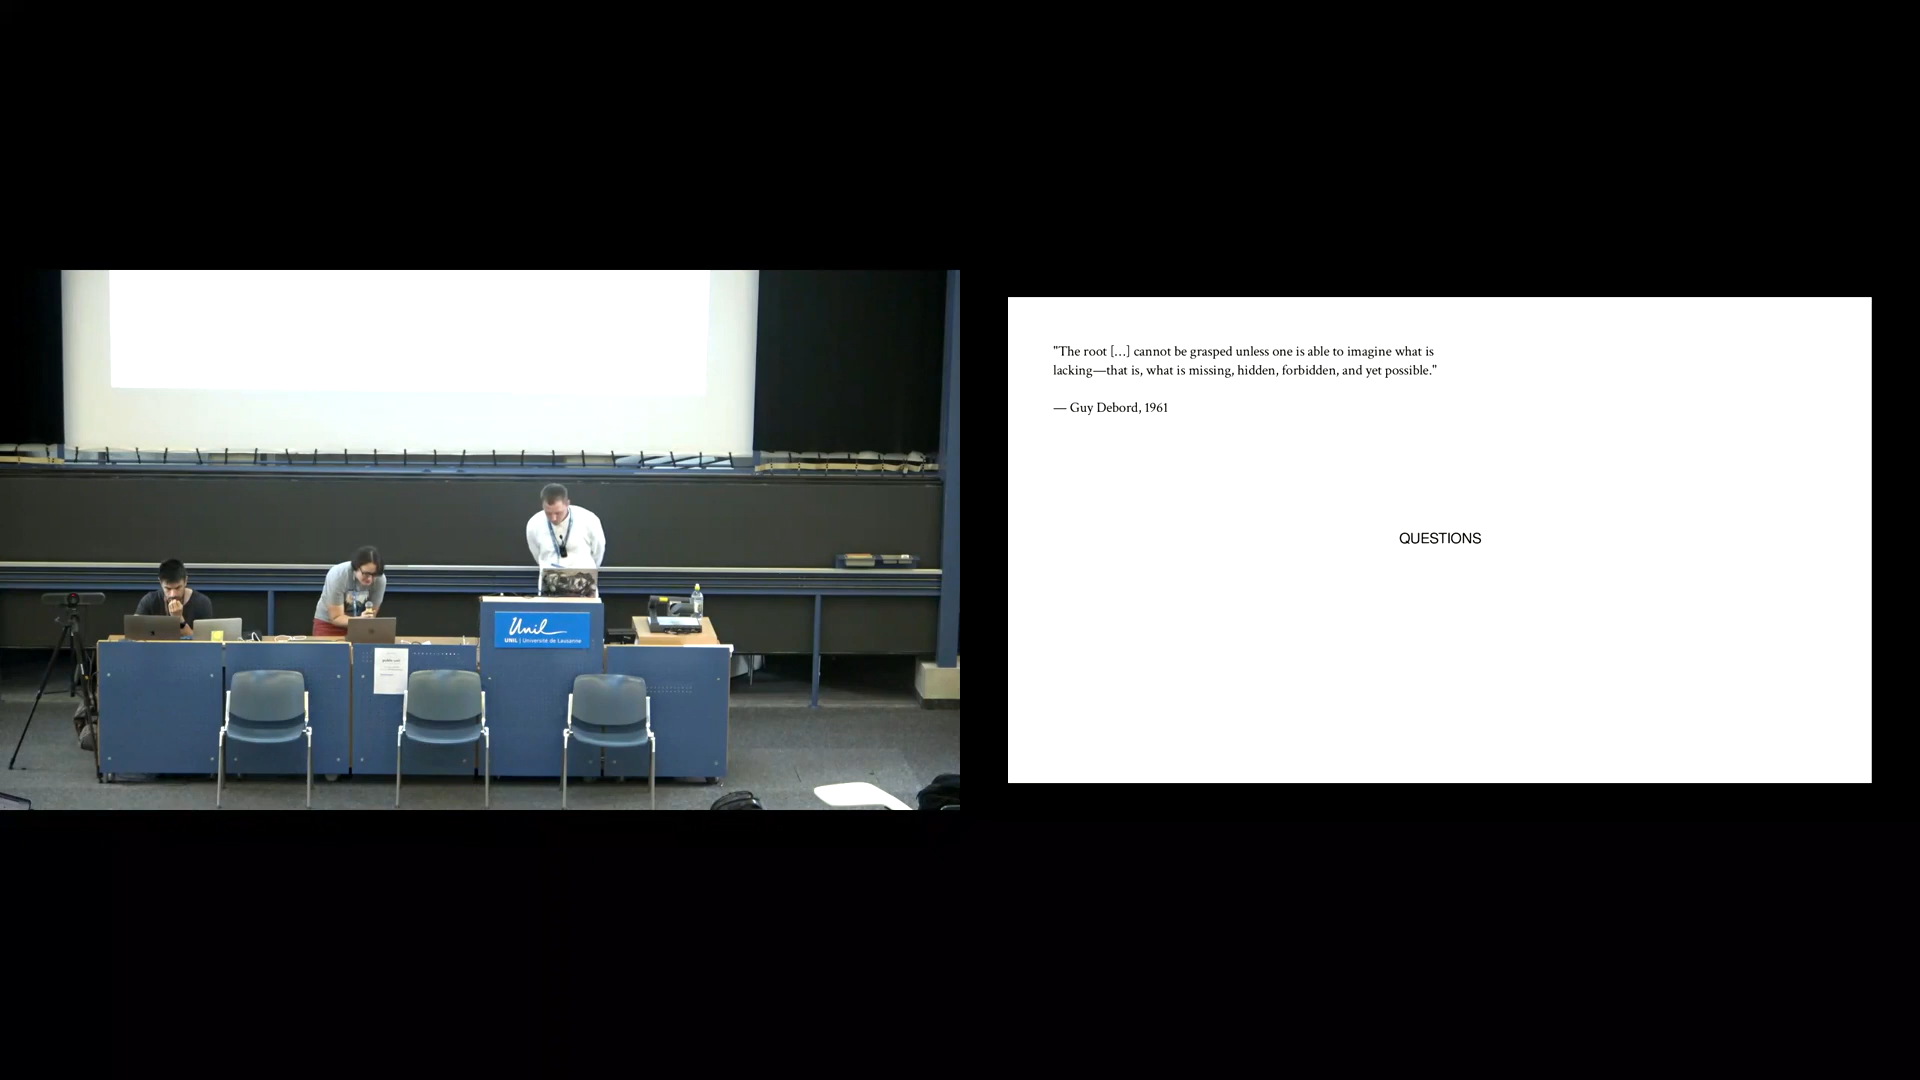 Unil
UNIL | Université de Lausanne
"The root […] cannot be grasped unless one is able to imagine what is
lacking—that is, what is missing, hidden, forbidden, and yet possible."
— Guy Debord, 1961
QUESTIONS